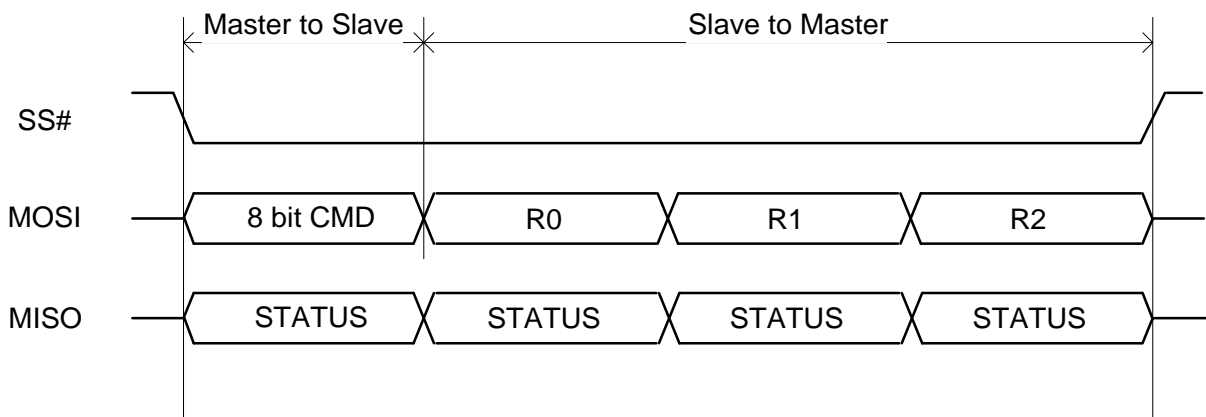 Master to Slave Slave to Master
SS#
MOSI 8 bit CMD R0 R1 R2
MISO STATUS STATUS STATUS STATUS